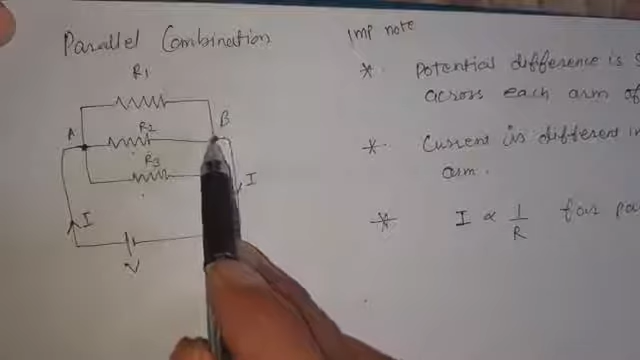 Parallel Combination
Imp note
R1
* Potential difference is
across each arm of
A
R2
B
* Current is different in
arm.
R3
I
I
* I ∝ 1/R for
V